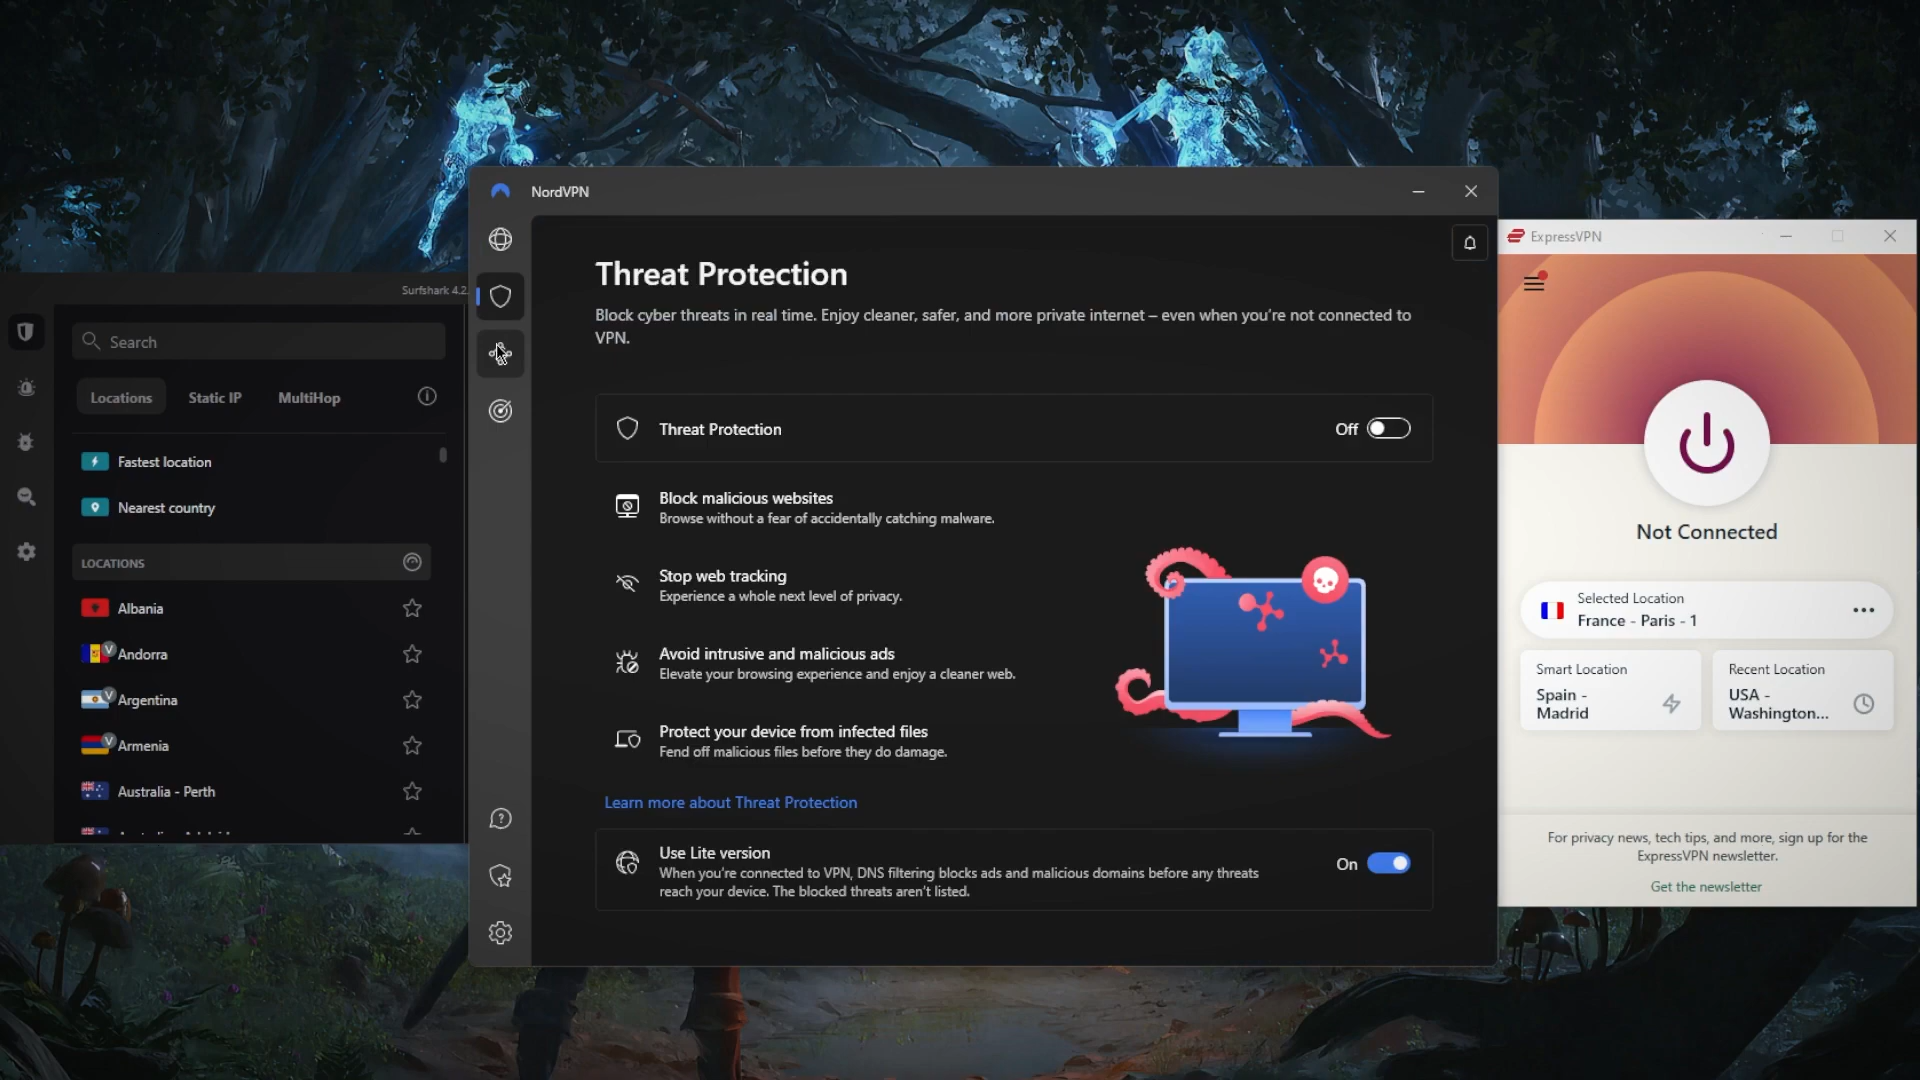 Surfshark 4.2.
Search
Locations
Static IP
MultiHop
Fastest location
Nearest country
LOCATIONS
Albania
V
Andorra
V
Argentina
V
Armenia
Australia - Perth
NordVPN
Threat Protection
Block cyber threats in real time. Enjoy cleaner, safer, and more private internet – even when you're not connected to
VPN.
Threat Protection
Off
Block malicious websites
Browse without a fear of accidentally catching malware.
Stop web tracking
Experience a whole next level of privacy.
Avoid intrusive and malicious ads
Elevate your browsing experience and enjoy a cleaner web.
Protect your device from infected files
Fend off malicious files before they do damage.
Learn more about Threat Protection
Use Lite version
When you're connected to VPN, DNS filtering blocks ads and malicious domains before any threats
reach your device. The blocked threats aren't listed.
On
ExpressVPN
Not Connected
Selected Location
France - Paris - 1
Smart Location
Spain -
Madrid
Recent Location
USA -
Washington...
For privacy news, tech tips, and more, sign up for the
ExpressVPN newsletter.
Get the newsletter